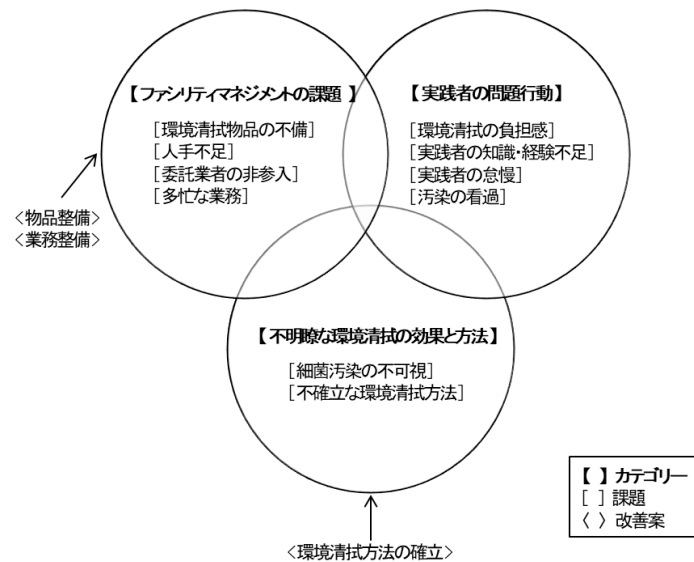 【ファシリティマネジメントの課題 】
[環境清拭物品の不備]
[人手不足]
[委託業者の非参入]
[多忙な業務]
【実践者の問題行動】
[環境清拭の負担感]
[実践者の知識・経験不足]
[実践者の怠慢]
[汚染の看過]
<物品整備>
<業務整備>
【不明瞭な環境清拭の効果と方法】
[細菌汚染の不可視]
[不確立な環境清拭方法]
<環境清拭方法の確立>
【 】カテゴリー
[ ] 課題
〈 〉改善案